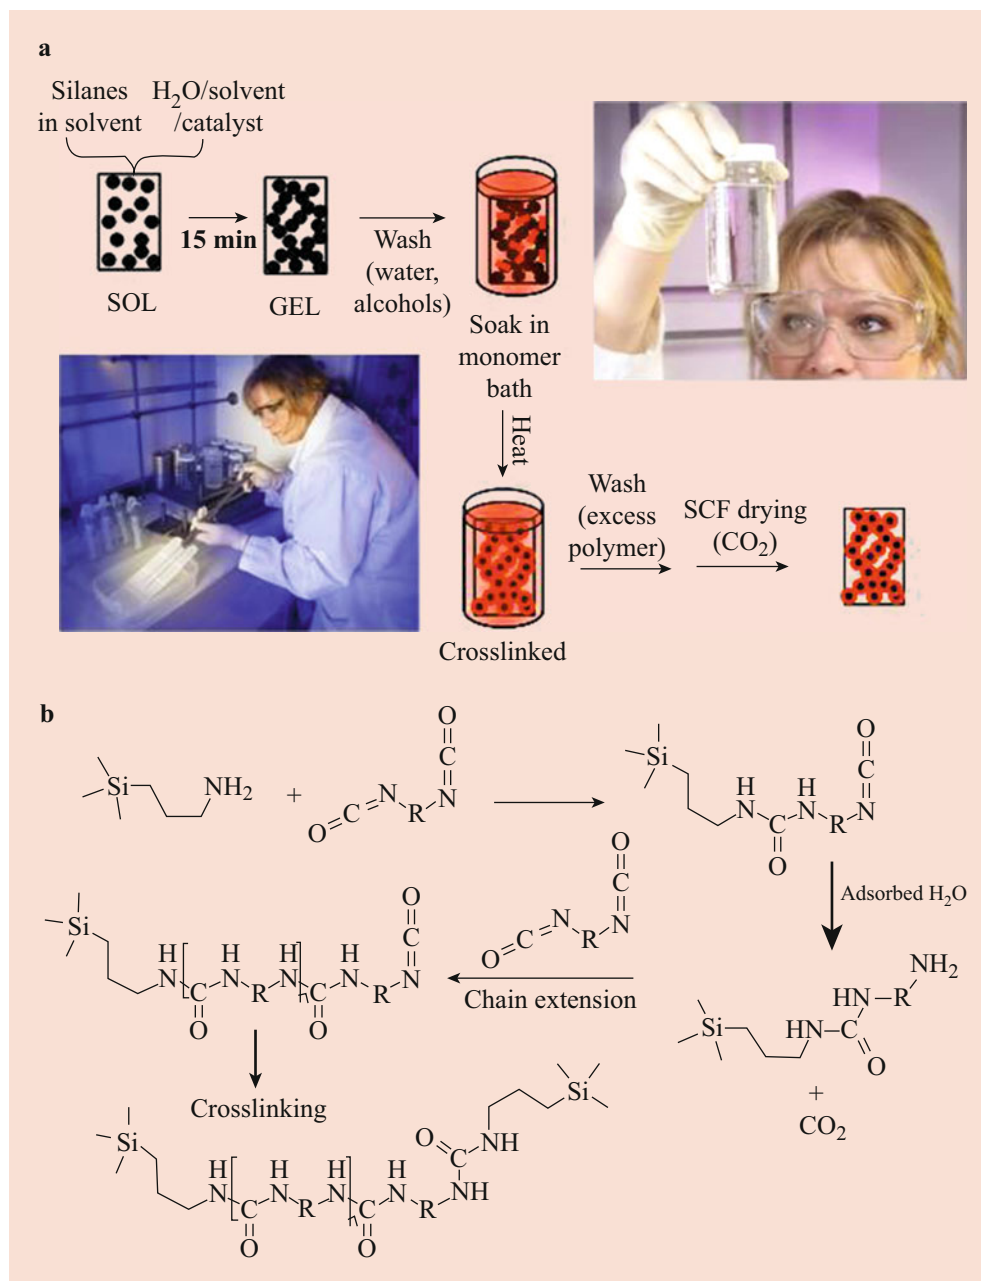 a
Silanes
in solvent
H₂O/solvent
/catalyst
15 min
SOL
GEL
Wash
(water,
alcohols)
Soak in
monomer
bath
Heat
Crosslinked
Wash
(excess
polymer)
SCF drying
(CO₂)
b
Si
NH₂
+
O
C
N
R
N
C
O
Si
H
N
C
O
H
N
R
N
C
O
Adsorbed H₂O
Si
HN
C
O
HN
R
NH₂
+
CO₂
O
C
N
R
N
C
O
Chain extension
Si
H
N
C
O
H
N
R
H
N
n
C
O
H
N
R
N
C
O
Crosslinking
Si
H
N
C
O
H
N
R
H
N
n
C
O
H
N
R
NH
C
O
NH
Si